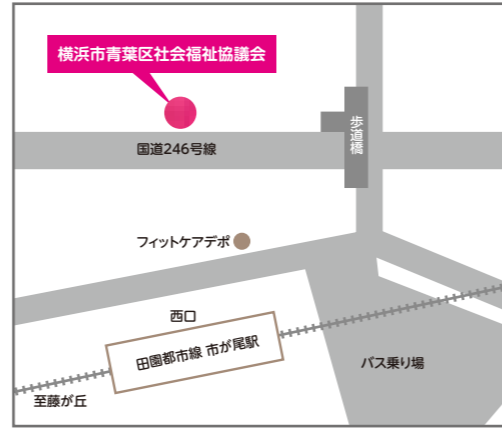 横浜市青葉区社会福祉協議会
歩道橋
国道246号線
フィットケアデポ
西口
田園都市線 市が尾駅
バス乗り場
至藤が丘